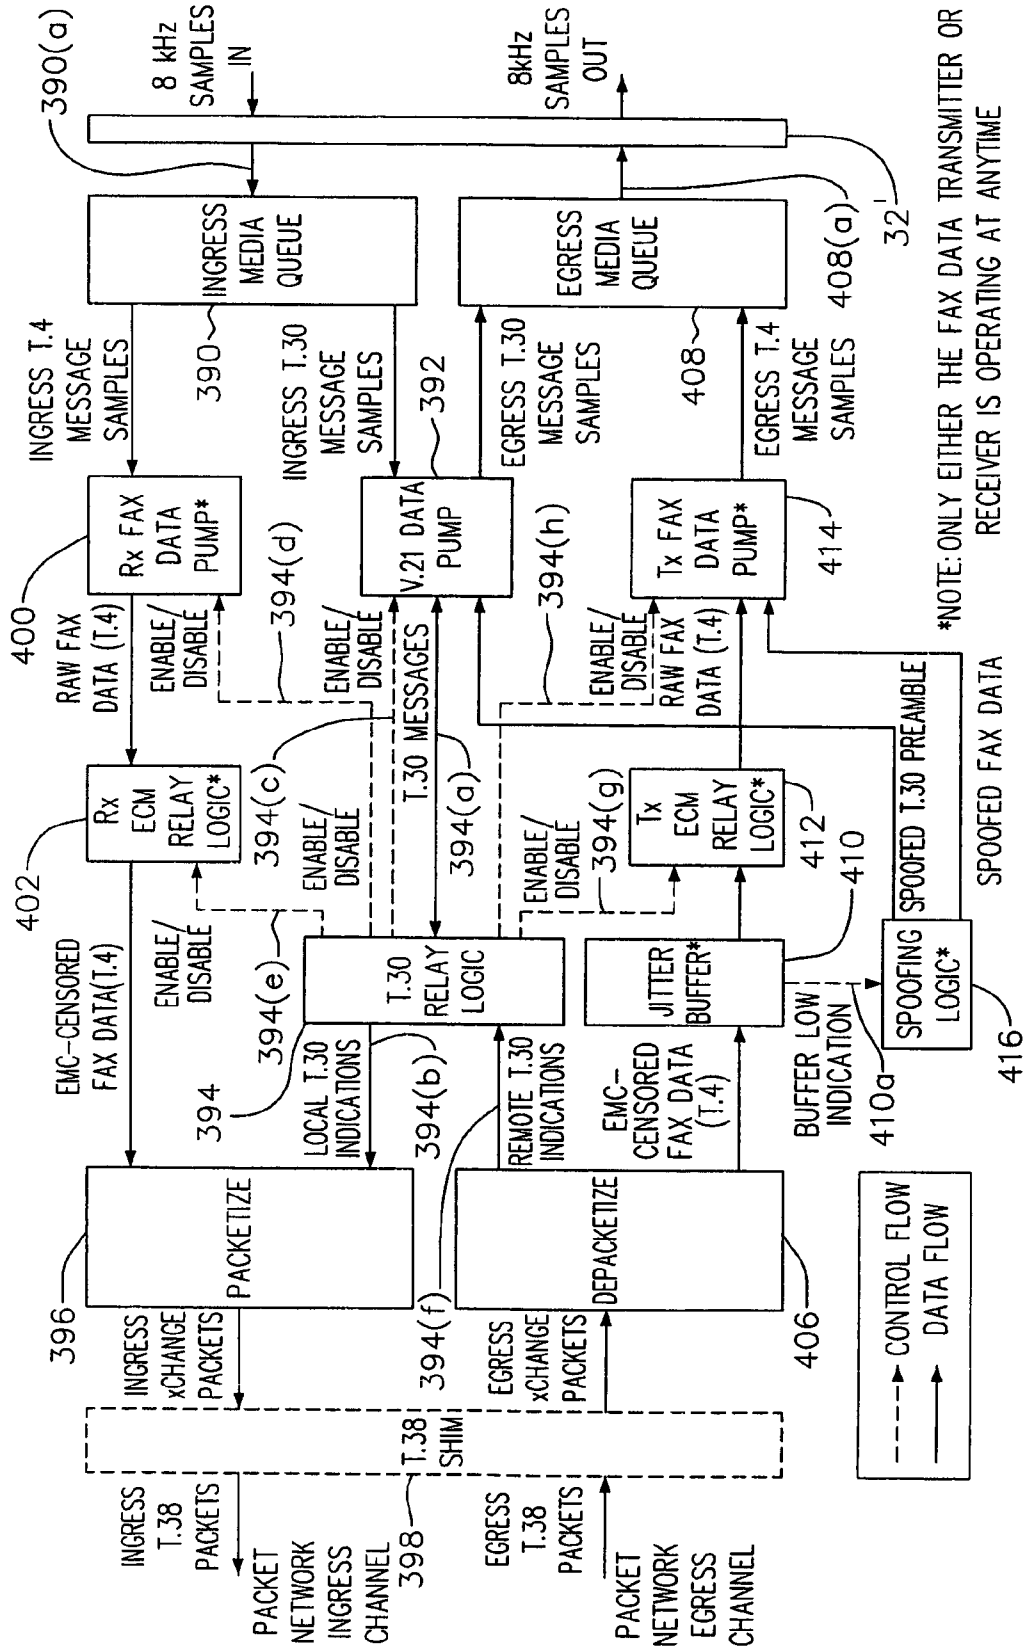 INGRESS
T.38
PACKETS
PACKET
NETWORK
INGRESS
CHANNEL
398
T.38
SHIM
EGRESS
T.38
PACKETS
PACKET
NETWORK
EGRESS
CHANNEL
396
INGRESS
xCHANGE
PACKETS
PACKETIZE
394(f)
EGRESS
xCHANGE
PACKETS
DEPACKETIZE
406
EMC-CENSORED
FAX DATA(T.4)
394
LOCAL T.30
INDICATIONS
394(b)
REMOTE T.30
INDICATIONS
EMC-
CENSORED
FAX DATA
(T.4)
402
Rx
ECM
RELAY
LOGIC*
ENABLE/
DISABLE
394(e)
ENABLE/
DISABLE
T.30
RELAY
LOGIC
394(c)
T.30 MESSAGES
394(a)
394(g)
ENABLE/
DISABLE
JITTER
BUFFER*
410
BUFFER LOW
INDICATION
410a
SPOOFING
LOGIC*
416
Tx
ECM
RELAY
LOGIC*
412
400
RAW FAX
DATA (T.4)
ENABLE/
DISABLE
394(d)
ENABLE/
DISABLE
394(h)
ENABLE/
DISABLE
RAW FAX
DATA (T.4)
SPOOFED T.30 PREAMBLE
SPOOFED FAX DATA
Rx FAX
DATA
PUMP*
V.21 DATA
PUMP
392
Tx FAX
DATA
PUMP*
414
INGRESS T.4
MESSAGE
SAMPLES
390
INGRESS T.30
MESSAGE
SAMPLES
EGRESS T.30
MESSAGE
SAMPLES
408
EGRESS T.4
MESSAGE
SAMPLES
INGRESS
MEDIA
QUEUE
EGRESS
MEDIA
QUEUE
408(a)
32'
390(a)
8 kHz
SAMPLES
IN
8kHz
SAMPLES
OUT
CONTROL FLOW
DATA FLOW
*NOTE: ONLY EITHER THE FAX DATA TRANSMITTER OR
RECEIVER IS OPERATING AT ANYTIME